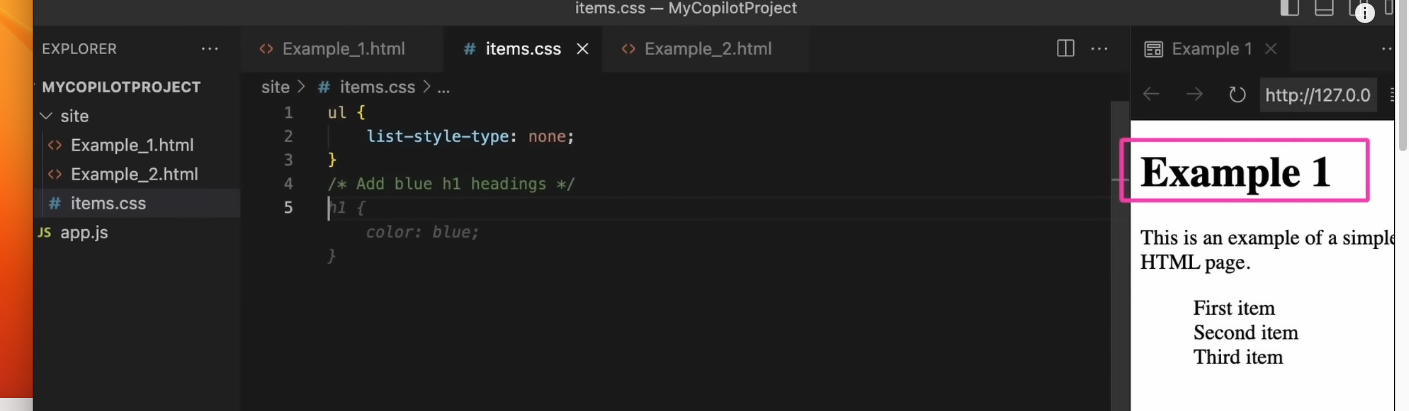 items.css — MyCopilotProject
EXPLORER
MYCOPILOTPROJECT
site
<> Example_1.html
<> Example_2.html
# items.css
JS app.js
<> Example_1.html
# items.css
<> Example_2.html
site > # items.css > ...
1 ul {
2     list-style-type: none;
3 }
4 /* Add blue h1 headings */
5 h1 {
    color: blue;
}
Example 1
http://127.0.0
Example 1
This is an example of a simple
HTML page.
First item
Second item
Third item